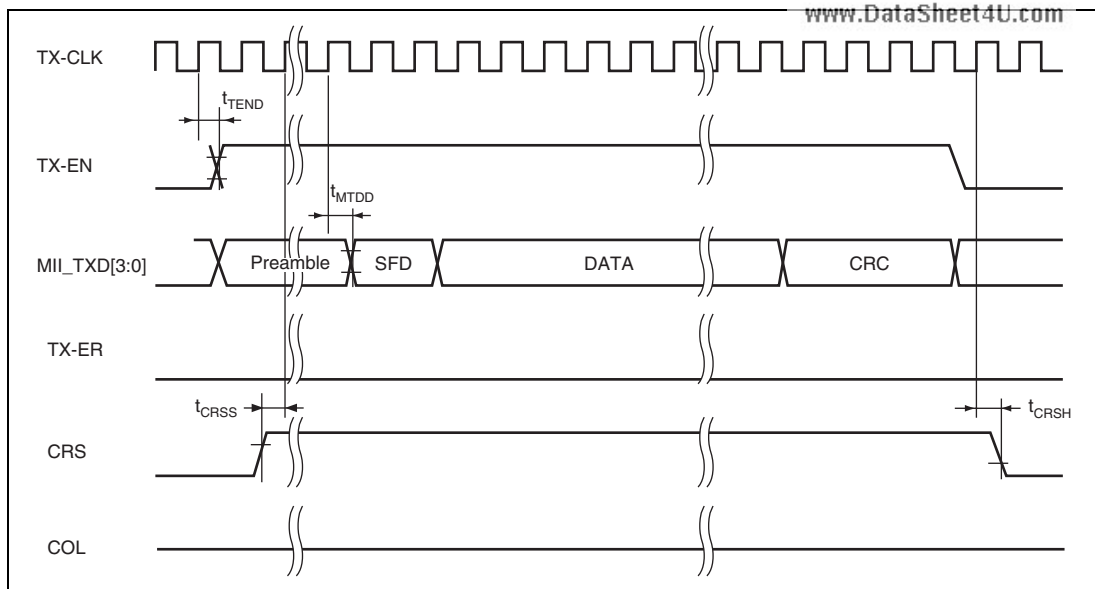 www.DataSheet4U.com
TX-CLK
tTEND
TX-EN
tMTDD
MII_TXD[3:0]
Preamble
SFD
DATA
CRC
TX-ER
tCRSS
tCRSH
CRS
COL